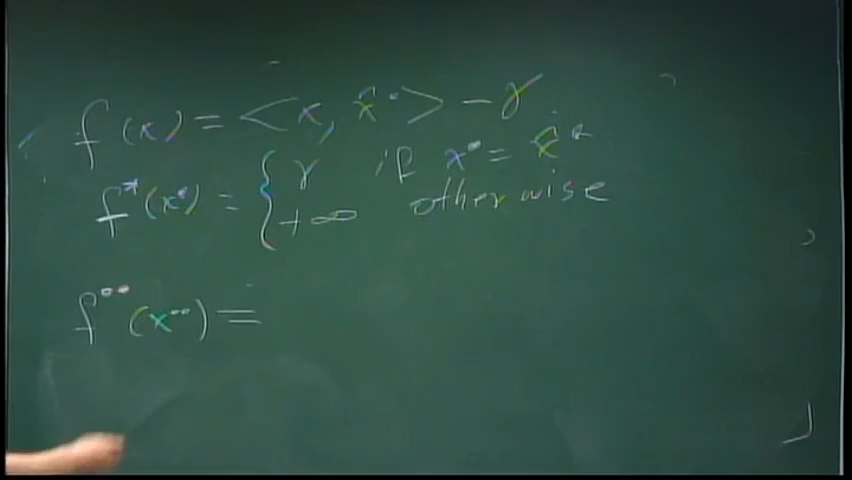 f(x) = <x, x̂*> - γ
f*(x*) = { γ if x* = x̂*
+∞ otherwise
f**(x**) =